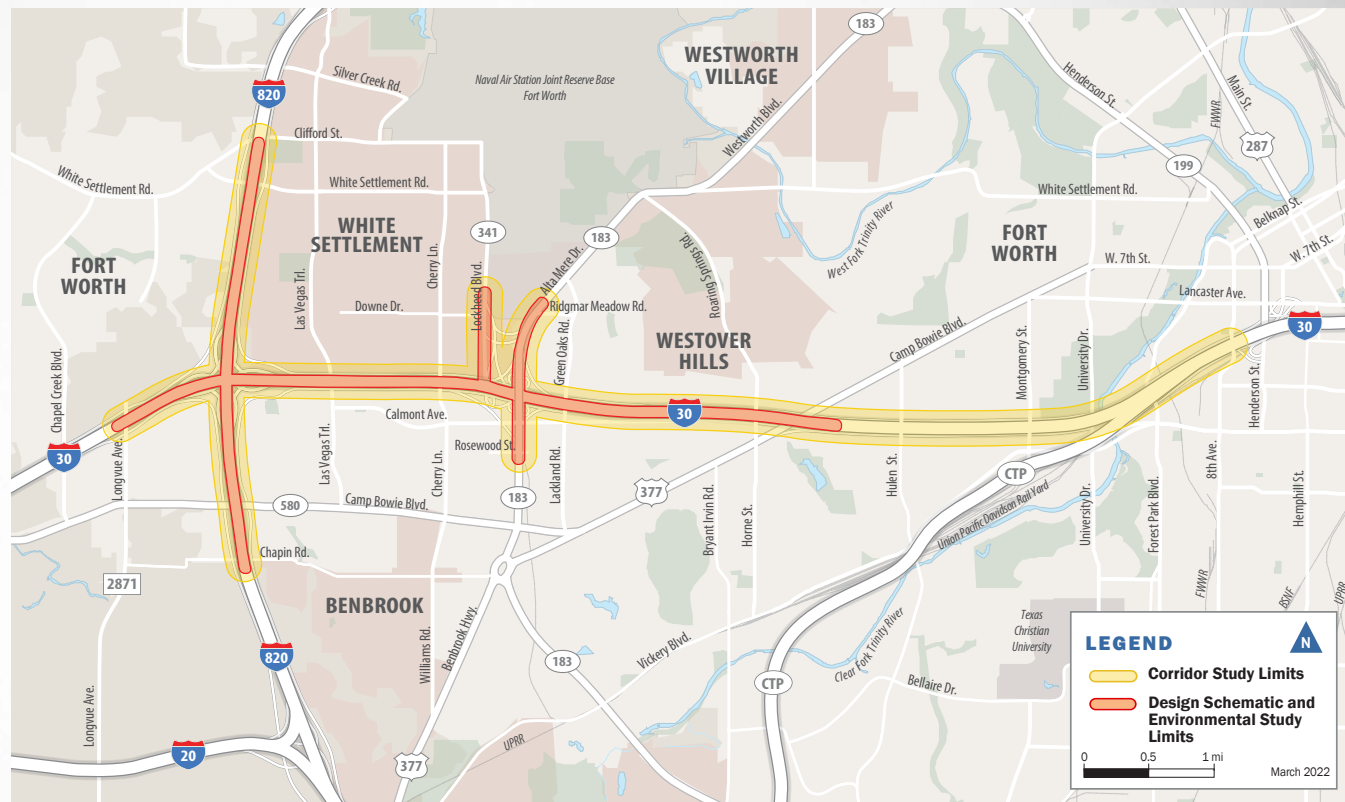 183
WESTWORTH
VILLAGE
Silver Creek Rd.
Naval Air Station Joint Reserve Base
Fort Worth
820
Henderson St.
Main St.
FWWR
Clifford St.
Westworth Blvd.
287
199
White Settlement Rd.
White Settlement Rd.
White Settlement Rd.
Belknap St.
WHITE
SETTLEMENT
341
183
West Fork Trinity River
FORT
WORTH
W. 7th St.
W. 7th St.
FORT
WORTH
Las Vegas Trl.
Cherry Ln.
Lockheed Blvd.
Alta Mere Dr.
Roaring Springs Rd.
Lancaster Ave.
Downe Dr.
Ridgmar Meadow Rd.
30
WESTOVER
HILLS
Green Oaks Rd.
Camp Bowie Blvd.
Montgomery St.
University Dr.
Chapel Creek Blvd.
Henderson St.
Calmont Ave.
30
Longvue Ave.
30
Las Vegas Trl.
Cherry Ln.
Rosewood St.
Lackland Rd.
Hulen St.
CTP
8th Ave.
Hemphill St.
183
377
580
Camp Bowie Blvd.
Bryant Irvin Rd.
Horne St.
Union Pacific Davidson Rail Yard
University Dr.
Forest Park Blvd.
Chapin Rd.
2871
FWWR
BSNF
UPRR
BENBROOK
Williams Rd.
Benbrook Hwy.
Texas
Christian
University
Clear Fork Trinity River
Vickery Blvd.
820
183
CTP
Bellaire Dr.
Longvue Ave.
UPRR
20
377
LEGEND
N
Corridor Study Limits
Design Schematic and
Environmental Study
Limits
0 0.5 1 mi
March 2022